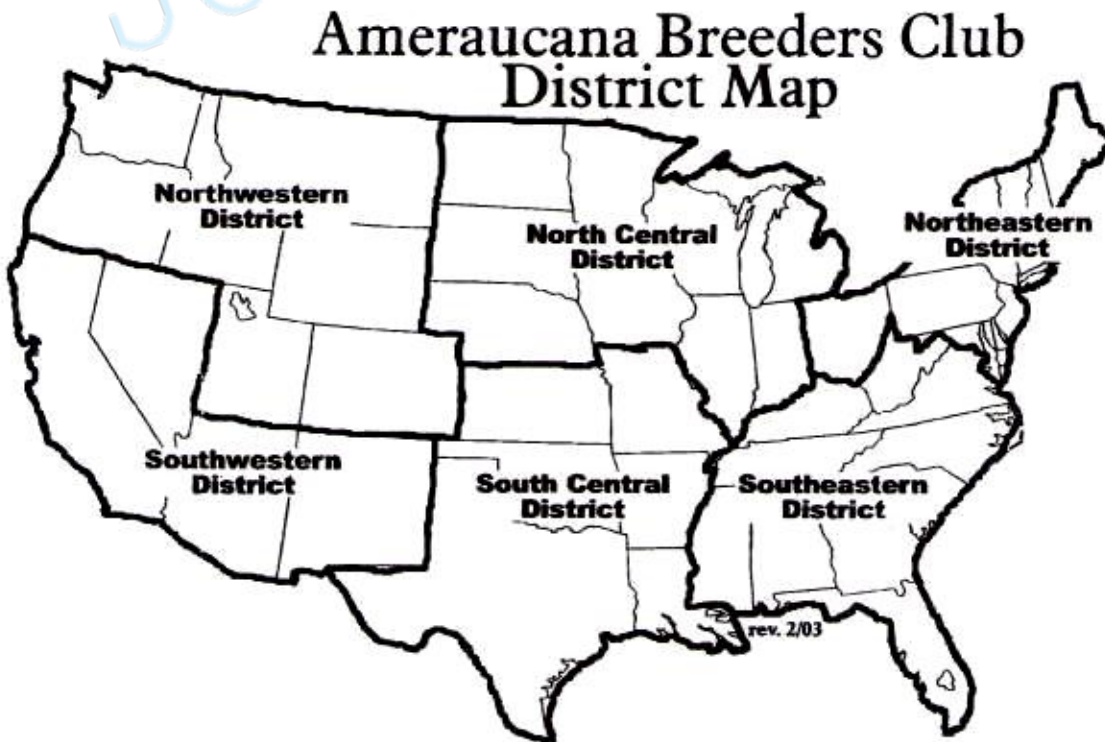 Ameraucana Breeders Club
District Map
Northwestern
District
North Central
District
Northeastern
District
Southwestern
District
South Central
District
Southeastern
District
rev. 2/03